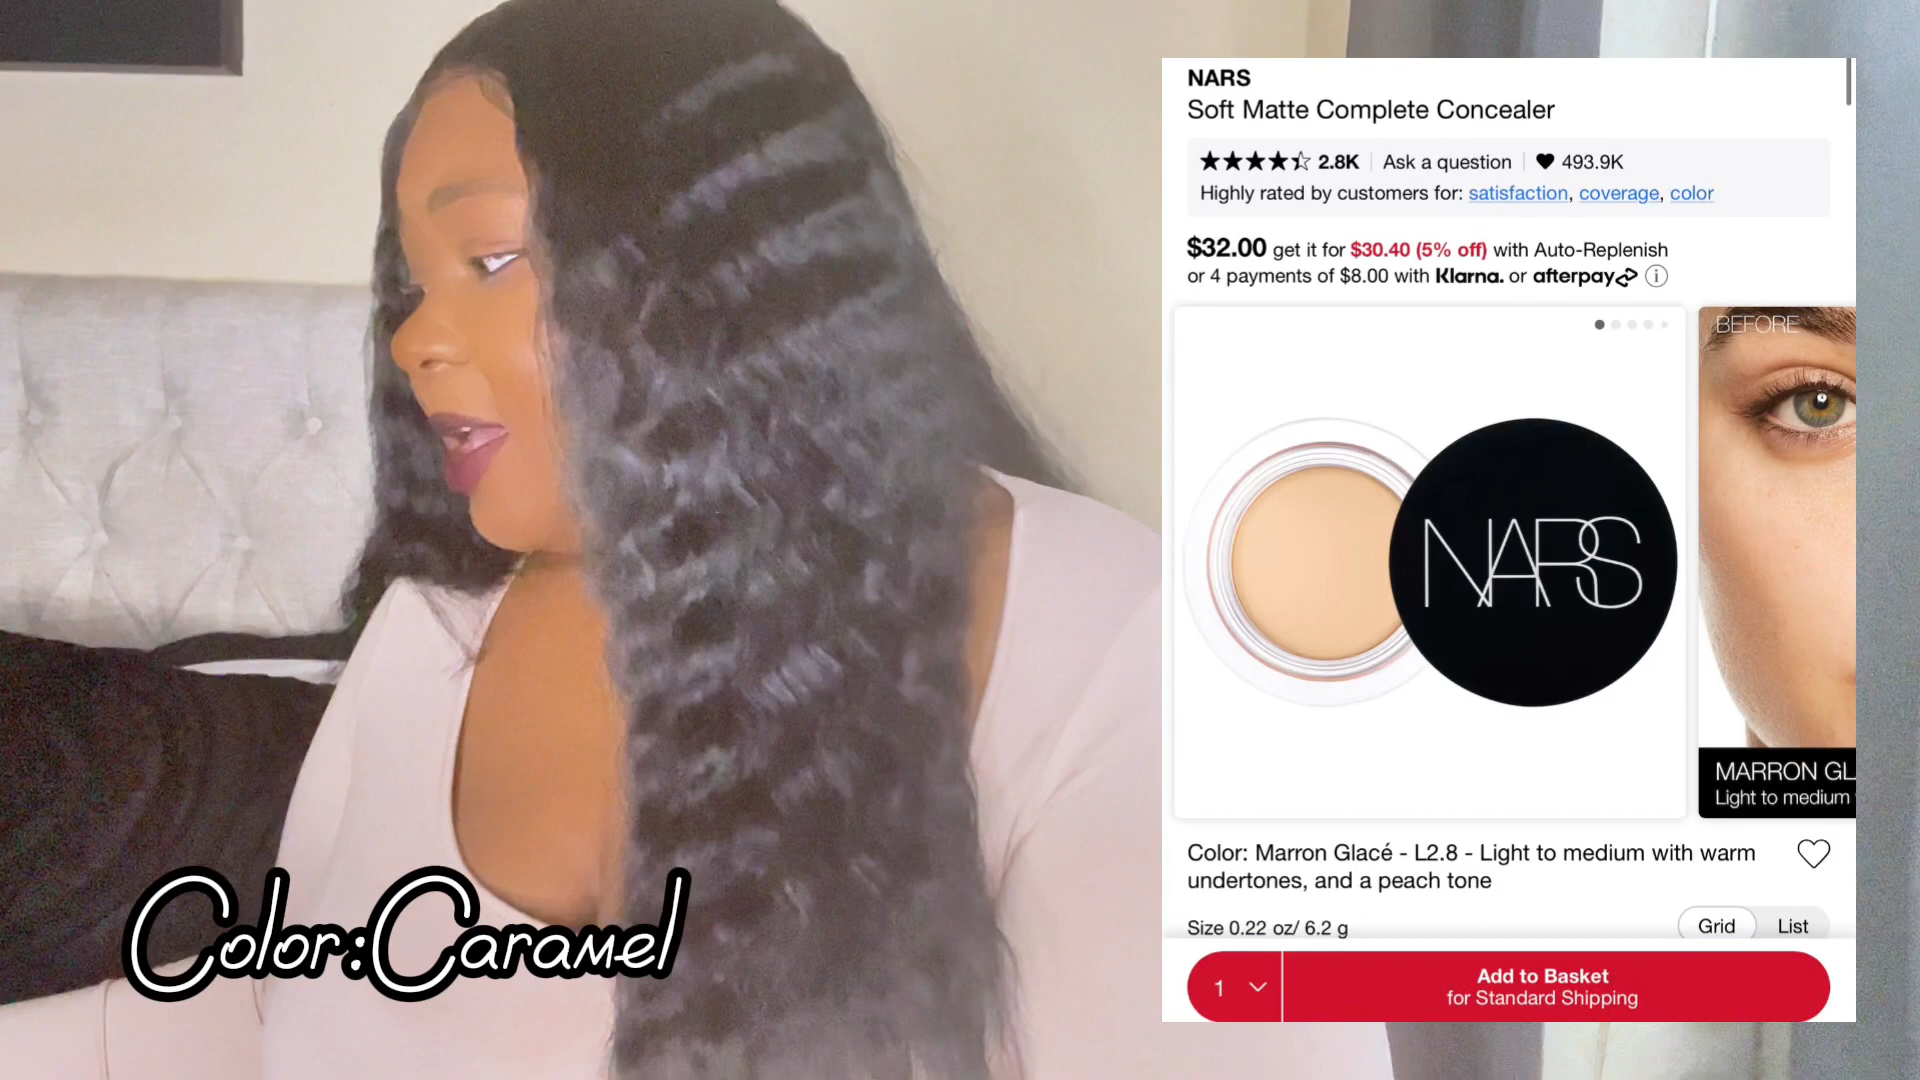 NARS
Soft Matte Complete Concealer
2.8K Ask a question 493.9K
Highly rated by customers for: satisfaction, coverage, color
$32.00 get it for $30.40 (5% off) with Auto-Replenish
or 4 payments of $8.00 with Klarna. or afterpay
BEFORE
NARS
MARRON GL
Light to medium
Color: Marron Glacé - L2.8 - Light to medium with warm
undertones, and a peach tone
Size 0.22 oz/ 6.2 g
Grid List
1
Add to Basket
for Standard Shipping
Color:Caramel